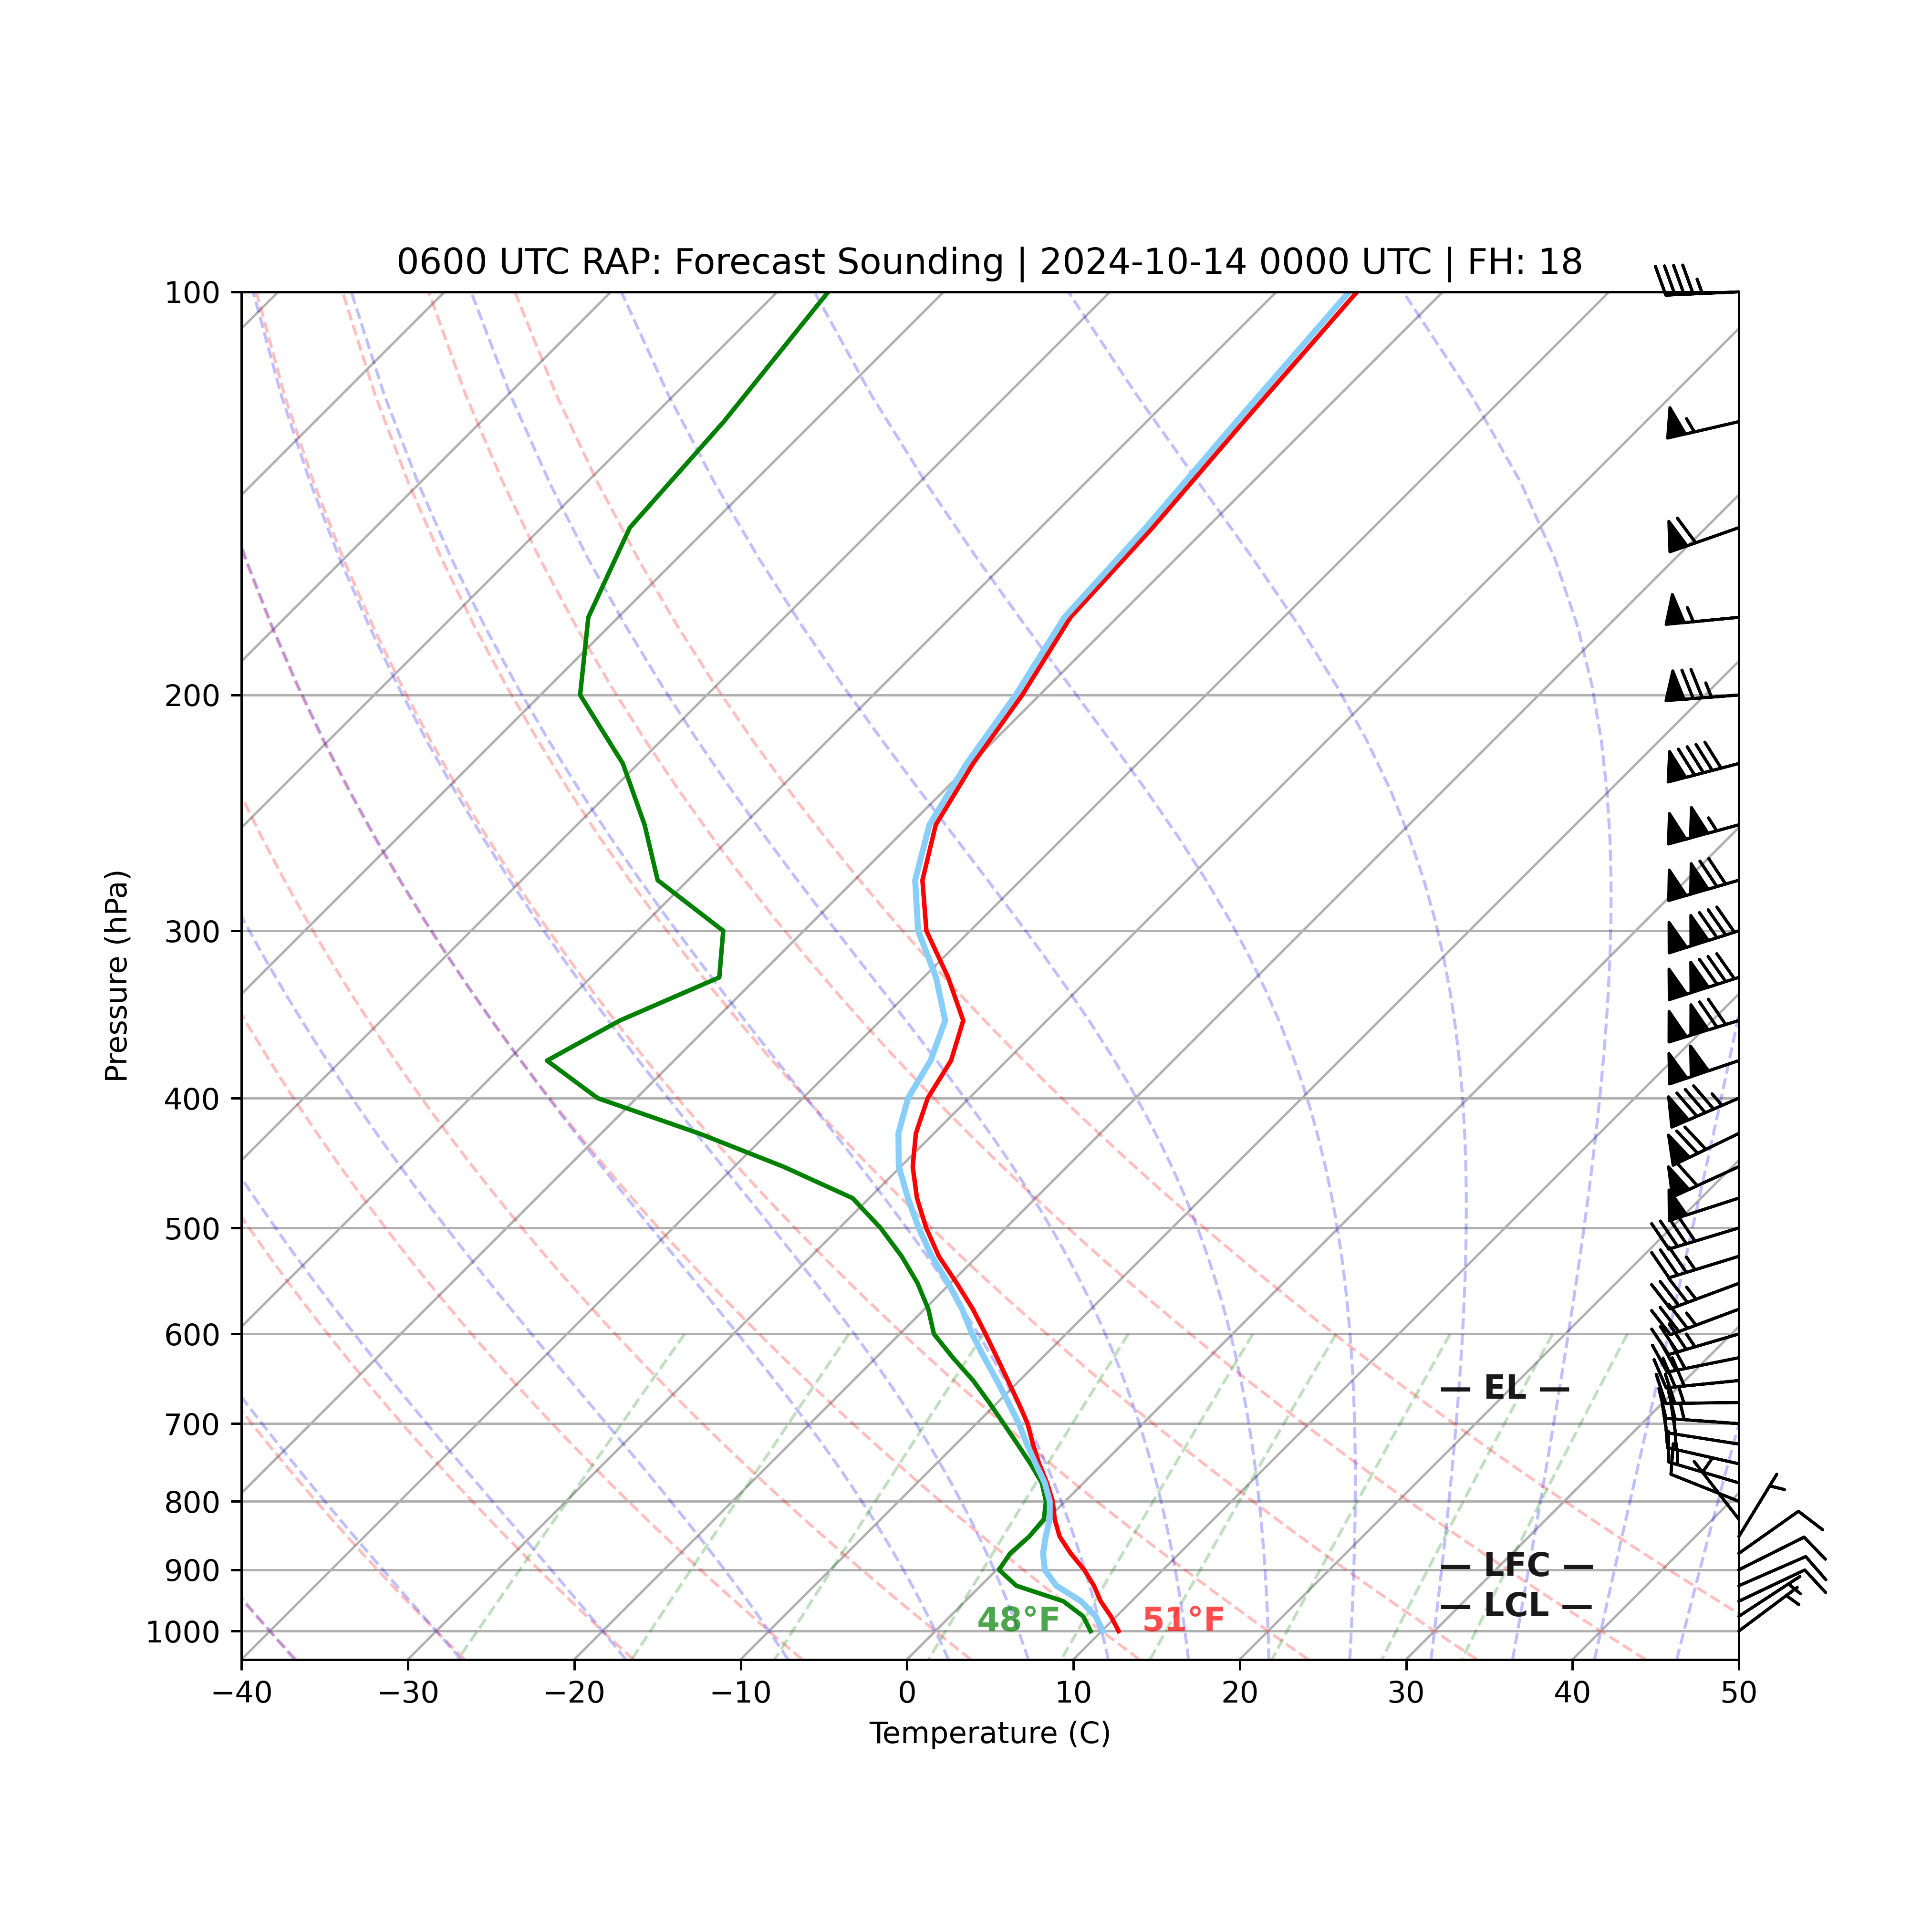 0600 UTC RAP: Forecast Sounding | 2024-10-14 0000 UTC | FH: 18
100
200
300
400
500
600
700
800
900
1000
Pressure (hPa)
— EL —
— LFC —
— LCL —
48°F 51°F
−40 −30 −20 −10 0 10 20 30 40 50
Temperature (C)